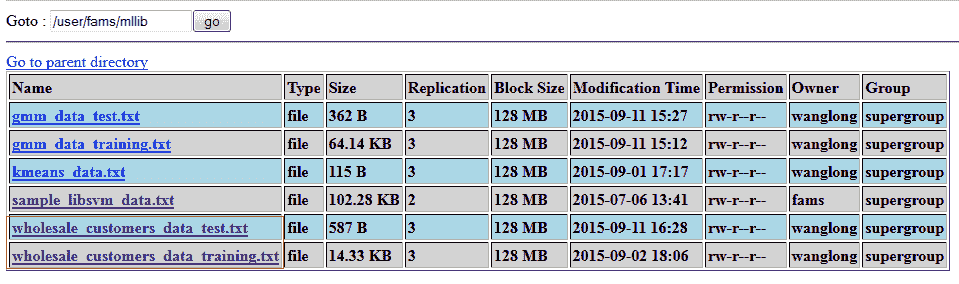 Goto : /user/fams/mllib go
Go to parent directory
Name Type Size Replication Block Size Modification Time Permission Owner Group
gmm_data_test.txt file 362 B 3 128 MB 2015-09-11 15:27 rw-r--r-- wanglong supergroup
gmm_data_training.txt file 64.14 KB 3 128 MB 2015-09-11 15:12 rw-r--r-- wanglong supergroup
kmeans_data.txt file 115 B 3 128 MB 2015-09-01 17:17 rw-r--r-- wanglong supergroup
sample_libsvm_data.txt file 102.28 KB 2 128 MB 2015-07-06 13:41 rw-r--r-- fams supergroup
wholesale_customers_data_test.txt file 587 B 3 128 MB 2015-09-11 16:28 rw-r--r-- wanglong supergroup
wholesale_customers_data_training.txt file 14.33 KB 3 128 MB 2015-09-02 18:06 rw-r--r-- wanglong supergroup